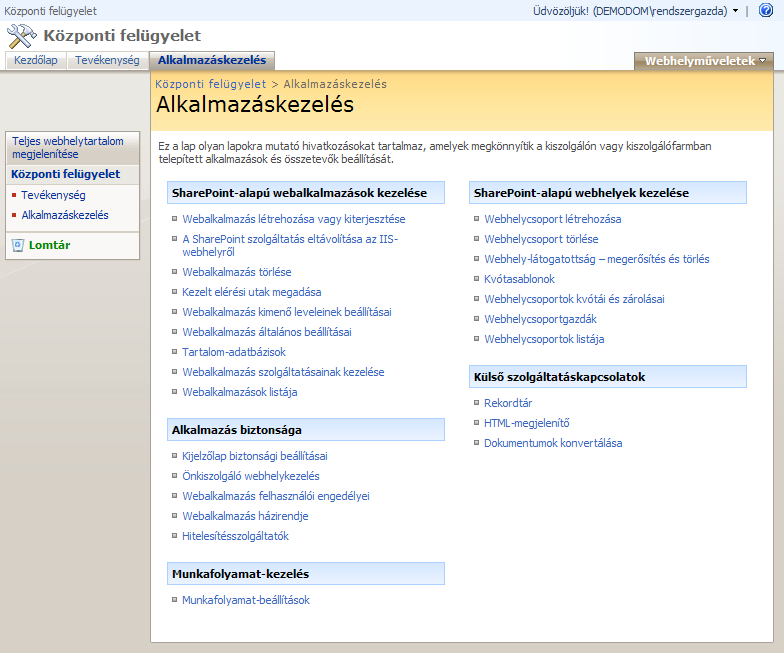 Központi felügyelet
Üdvözöljük! (DEMODOM\rendszergazda)
Központi felügyelet
Kezdőlap
Tevékenység
Alkalmazáskezelés
Webhelyműveletek
Központi felügyelet > Alkalmazáskezelés
Alkalmazáskezelés
Teljes webhelytartalom
megjelenítése
Központi felügyelet
Tevékenység
Alkalmazáskezelés
Lomtár
Ez a lap olyan lapokra mutató hivatkozásokat tartalmaz, amelyek megkönnyítik a kiszolgálón vagy kiszolgálófarmban
telepített alkalmazások és összetevők beállítását.
SharePoint-alapú webalkalmazások kezelése
Webalkalmazás létrehozása vagy kiterjesztése
A SharePoint szolgáltatás eltávolítása az IIS-
webhelyről
Webalkalmazás törlése
Kezelt elérési utak megadása
Webalkalmazás kimenő leveleinek beállításai
Webalkalmazás általános beállításai
Tartalom-adatbázisok
Webalkalmazás szolgáltatásainak kezelése
Webalkalmazások listája
Alkalmazás biztonsága
Kijelzőlap biztonsági beállításai
Önkiszolgáló webhelykezelés
Webalkalmazás felhasználói engedélyei
Webalkalmazás házirendje
Hitelesítésszolgáltatók
Munkafolyamat-kezelés
Munkafolyamat-beállítások
SharePoint-alapú webhelyek kezelése
Webhelycsoport létrehozása
Webhelycsoport törlése
Webhely-látogatottság – megerősítés és törlés
Kvótasablonok
Webhelycsoportok kvótái és zárolásai
Webhelycsoportgazdák
Webhelycsoportok listája
Külső szolgáltatáskapcsolatok
Rekordtár
HTML-megjelenítő
Dokumentumok konvertálása